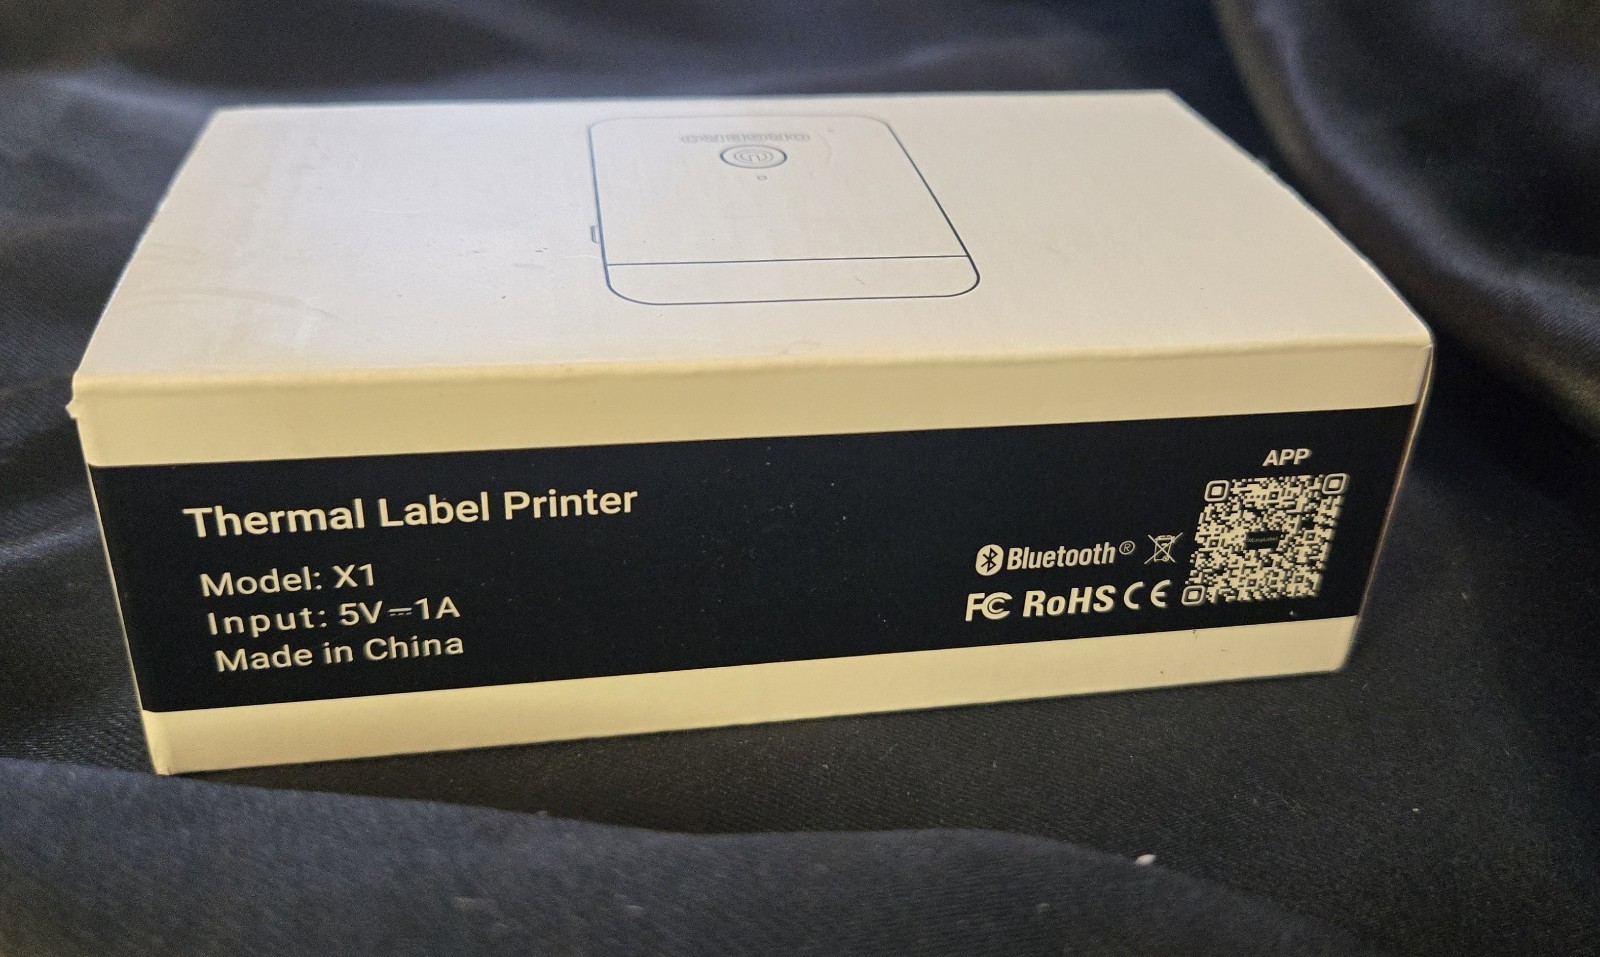 Thermal Label Printer
Model: X1
Input: 5V⎓1A
Made in China
APP
Bluetooth®
FC RoHS CE